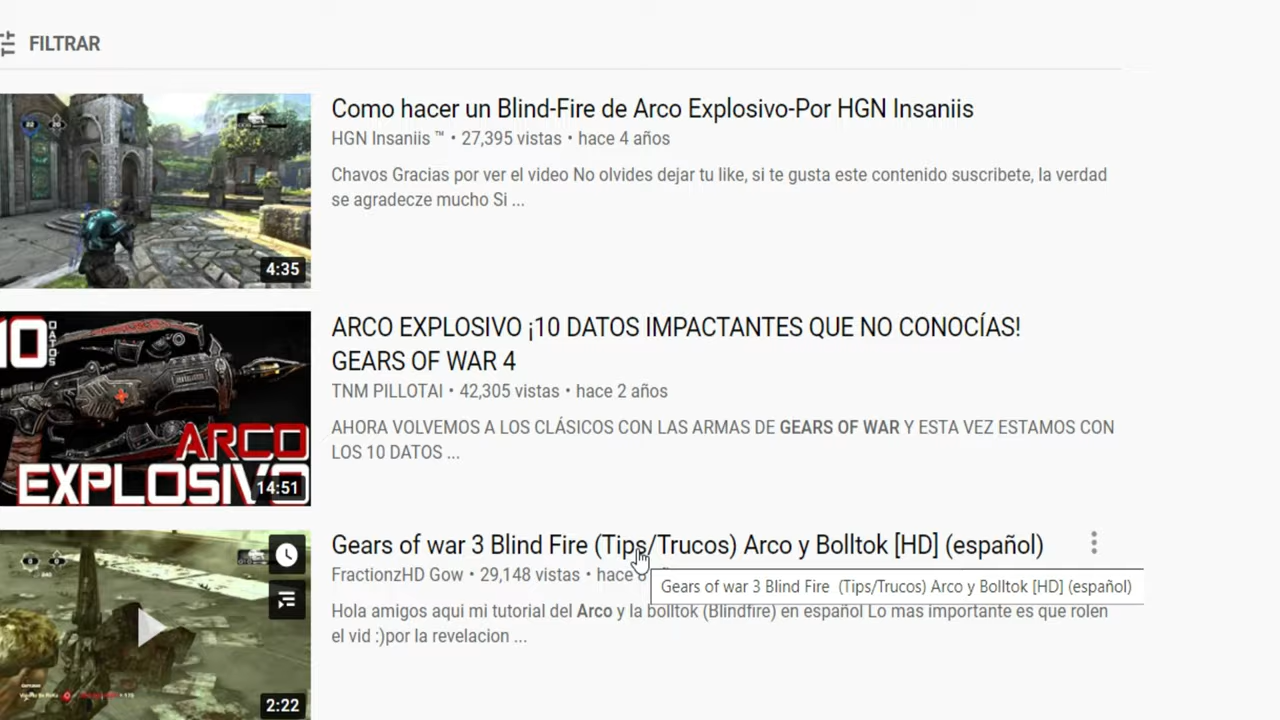 FILTRAR
Como hacer un Blind-Fire de Arco Explosivo-Por HGN Insaniis
HGN Insaniis ™ • 27,395 vistas • hace 4 años
Chavos Gracias por ver el video No olvides dejar tu like, si te gusta este contenido suscribete, la verdad
se agradecze mucho Si ...
4:35
10 DATOS
ARCO
EXPLOSIVO
14:51
ARCO EXPLOSIVO ¡10 DATOS IMPACTANTES QUE NO CONOCÍAS!
GEARS OF WAR 4
TNM PILLOTAI • 42,305 vistas • hace 2 años
AHORA VOLVEMOS A LOS CLÁSICOS CON LAS ARMAS DE GEARS OF WAR Y ESTA VEZ ESTAMOS CON
LOS 10 DATOS ...
Gears of war 3 Blind Fire (Tips/Trucos) Arco y Bolltok [HD] (español)
FractionzHD Gow • 29,148 vistas • hace
Gears of war 3 Blind Fire (Tips/Trucos) Arco y Bolltok [HD] (español)
Hola amigos aqui mi tutorial del Arco y la bolltok (Blindfire) en español Lo mas importante es que rolen
el vid :)por la revelacion ...
2:22